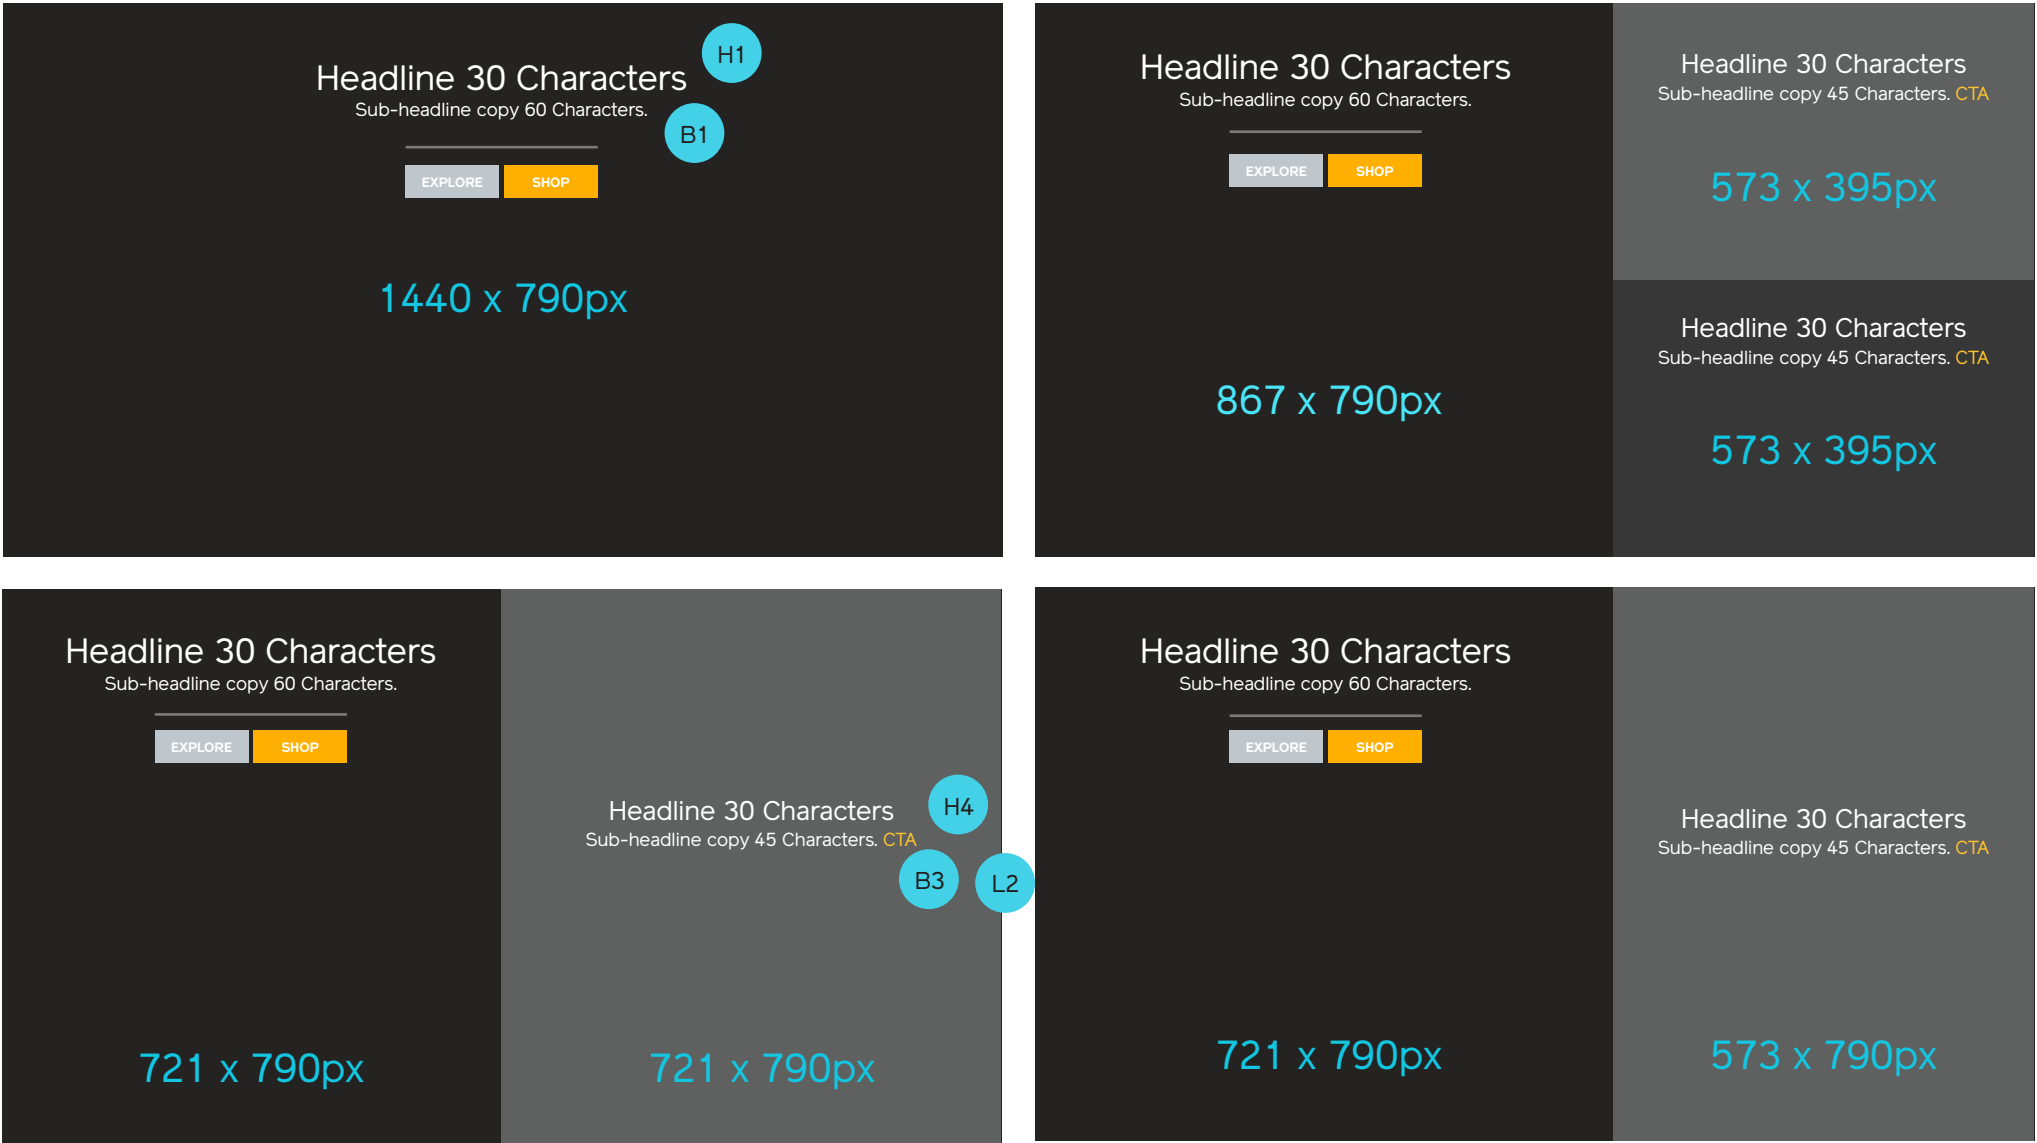 H1
Headline 30 Characters
Sub-headline copy 60 Characters.
B1
EXPLORE SHOP
1440 x 790px
Headline 30 Characters
Sub-headline copy 60 Characters.
EXPLORE SHOP
867 x 790px
Headline 30 Characters
Sub-headline copy 45 Characters. CTA
573 x 395px
Headline 30 Characters
Sub-headline copy 45 Characters. CTA
573 x 395px
Headline 30 Characters
Sub-headline copy 60 Characters.
EXPLORE SHOP
721 x 790px
Headline 30 Characters
H4
Sub-headline copy 45 Characters. CTA
B3
L2
721 x 790px
Headline 30 Characters
Sub-headline copy 60 Characters.
EXPLORE SHOP
721 x 790px
Headline 30 Characters
Sub-headline copy 45 Characters. CTA
573 x 790px